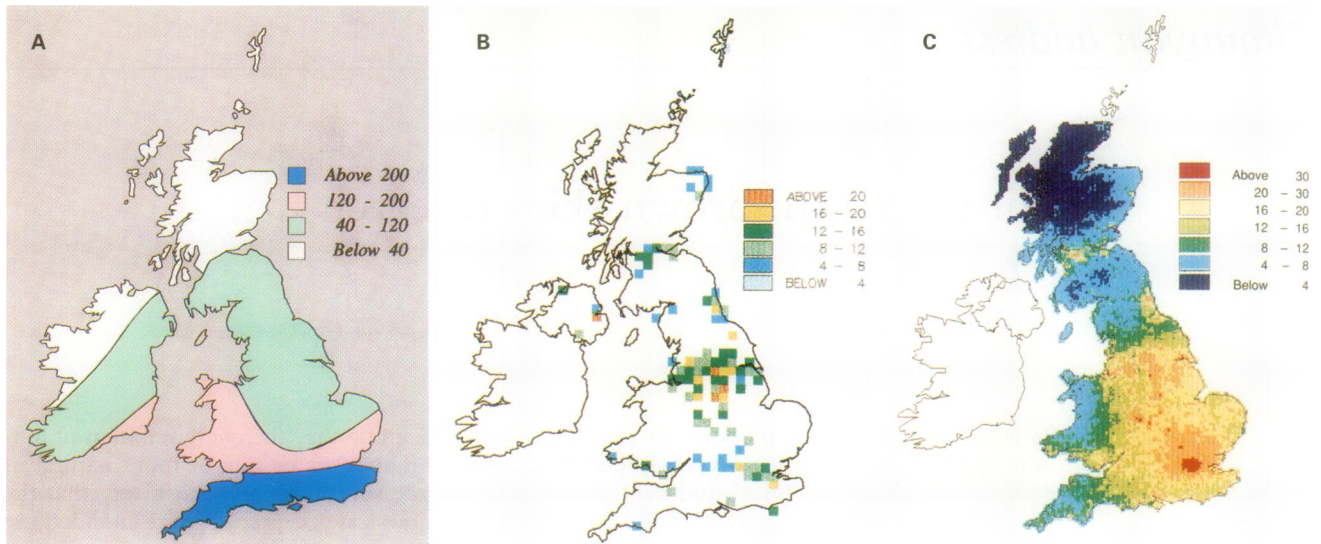 A
Above 200
120 - 200
40 - 120
Below 40
B
ABOVE 20
16 - 20
12 - 16
8 - 12
4 - 8
BELOW 4
C
Above 30
20 - 30
16 - 20
12 - 16
8 - 12
4 - 8
Below 4